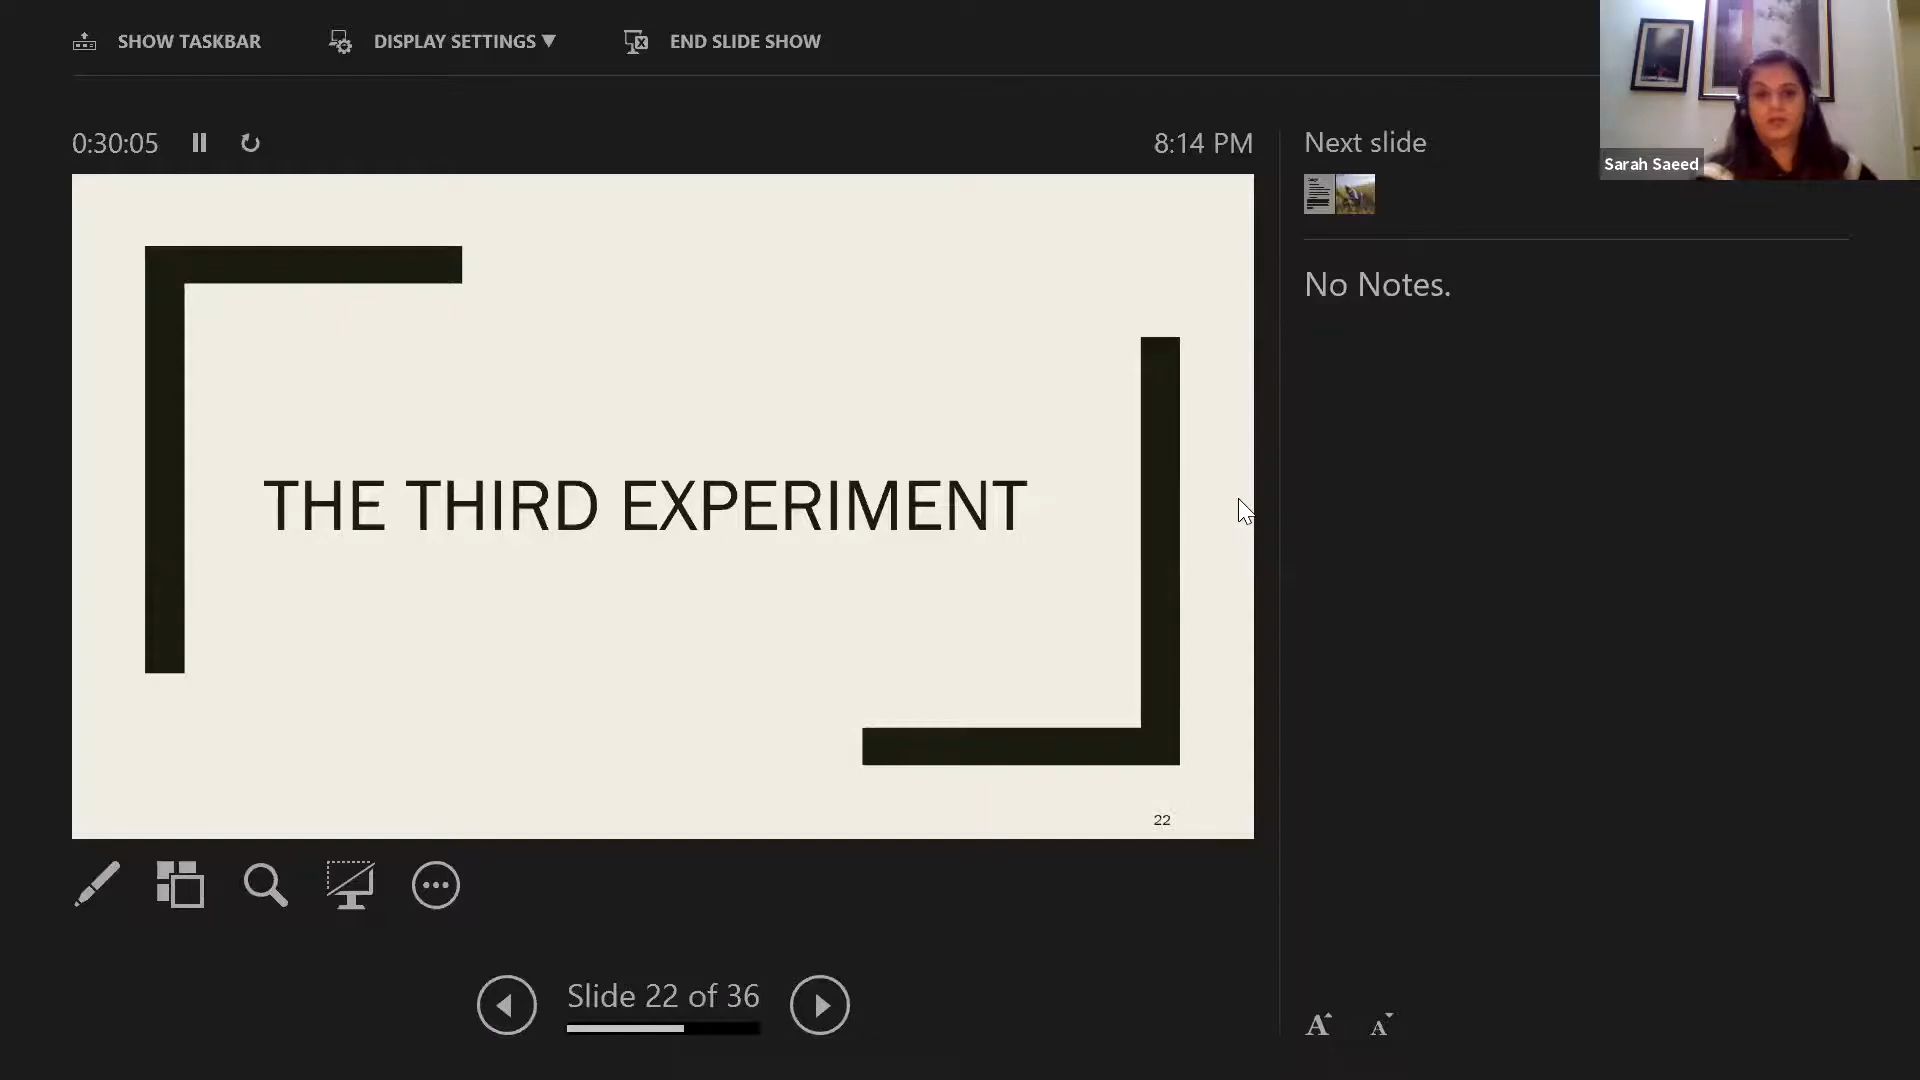 SHOW TASKBAR
DISPLAY SETTINGS ▼
END SLIDE SHOW
0:30:05
8:14 PM
Next slide
Sarah Saeed
No Notes.
THE THIRD EXPERIMENT
22
Slide 22 of 36
A
A